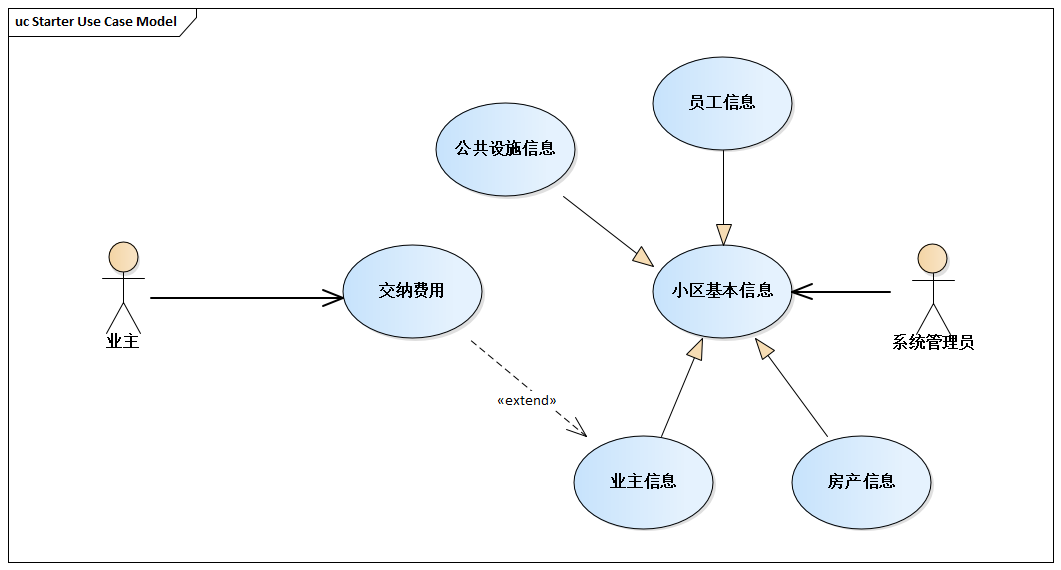 uc Starter Use Case Model
员工信息
公共设施信息
交纳费用
小区基本信息
业主
系统管理员
«extend»
业主信息
房产信息